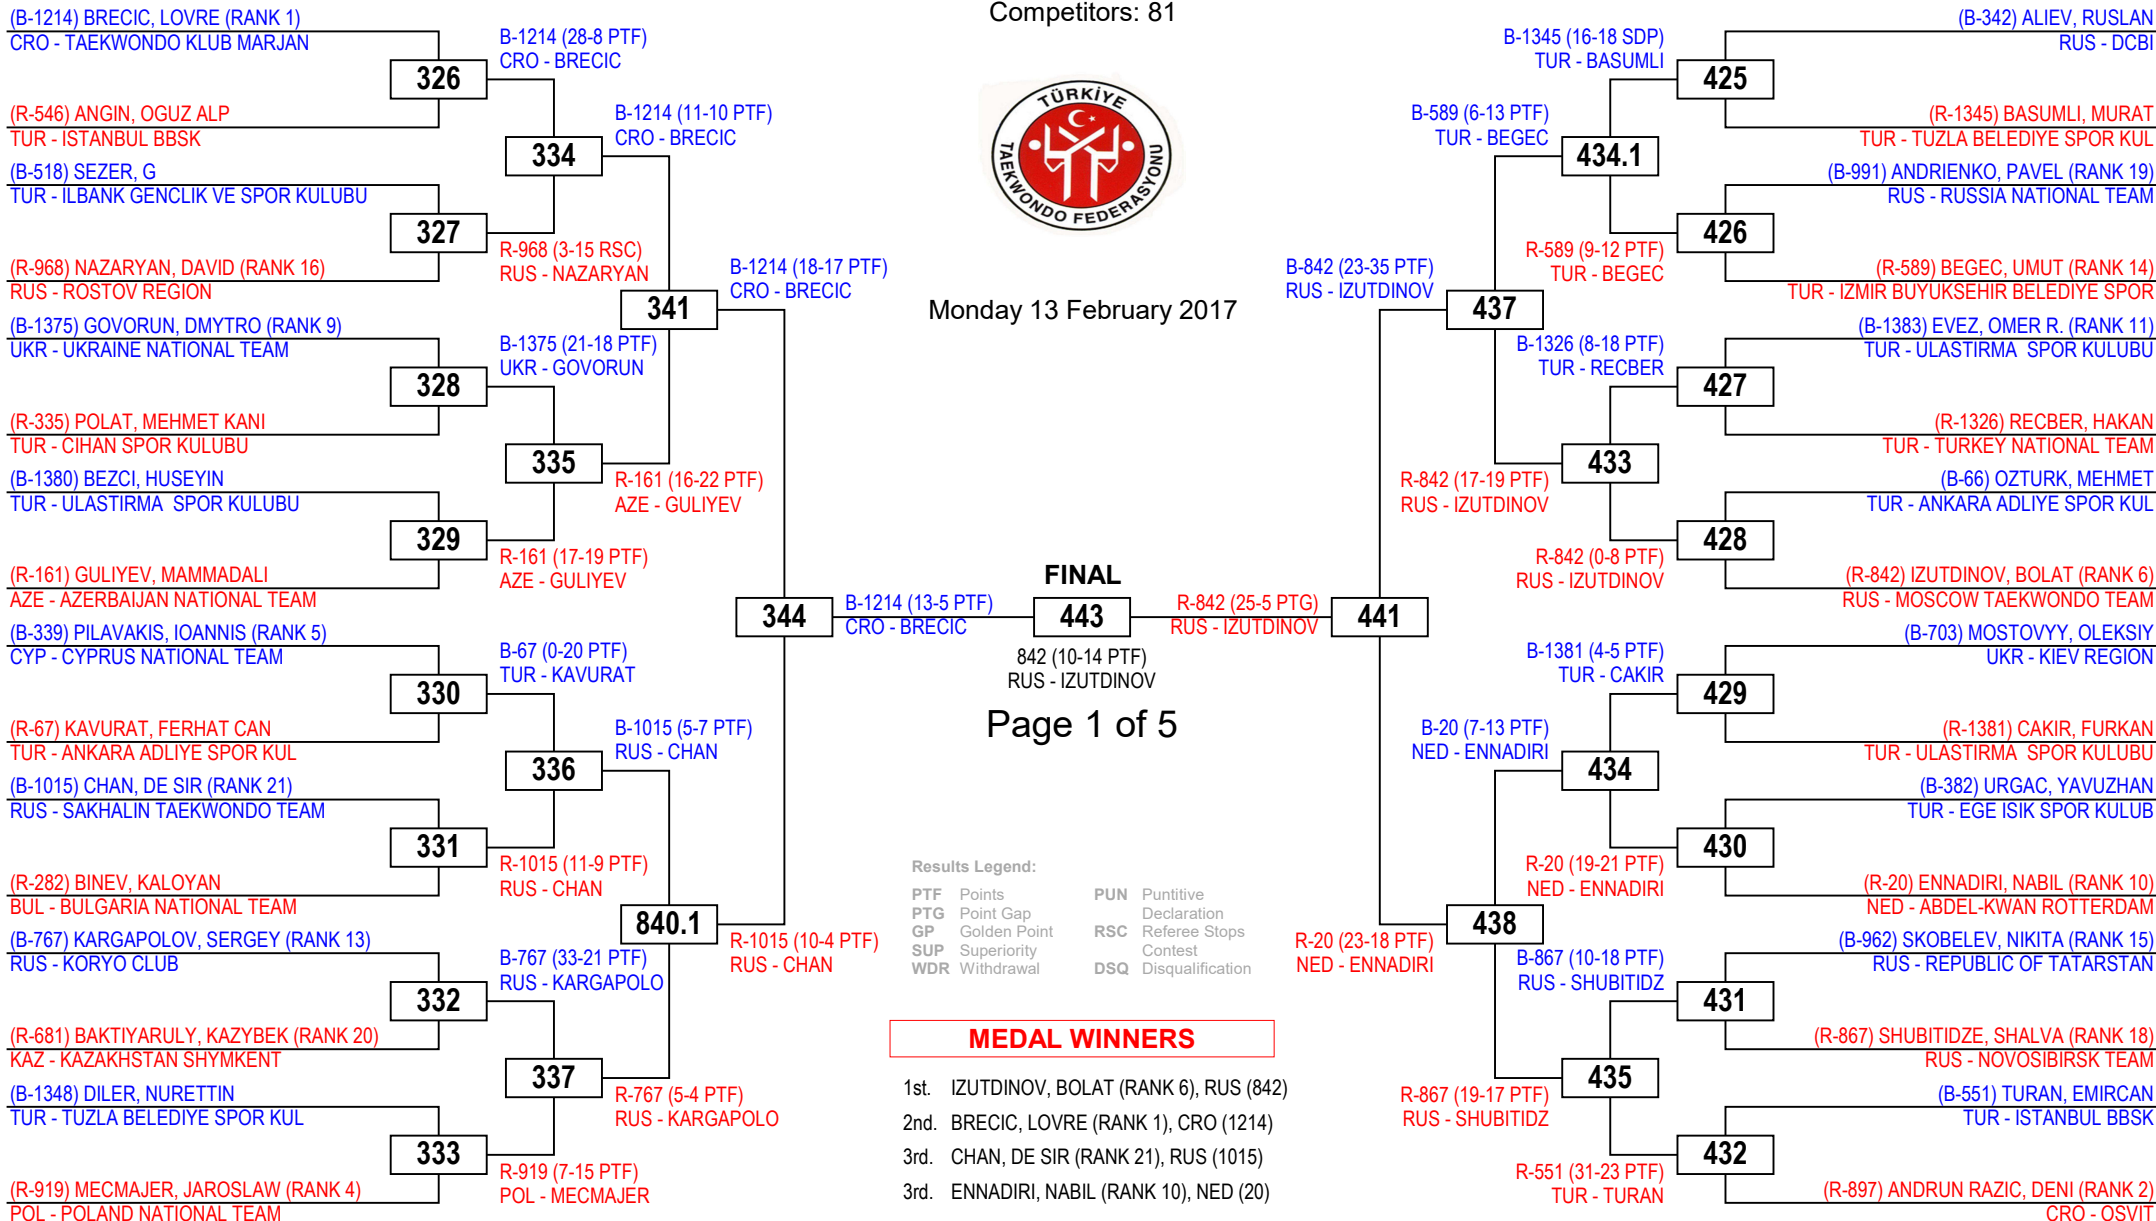 Competitors: 81
TÜRKİYE
TAEKWONDO FEDERASYONU
Monday 13 February 2017
(B-1214) BRECIC, LOVRE (RANK 1)
CRO - TAEKWONDO KLUB MARJAN
326
(R-546) ANGIN, OGUZ ALP
TUR - ISTANBUL BBSK
(B-518) SEZER, G
TUR - ILBANK GENCLIK VE SPOR KULUBU
327
(R-968) NAZARYAN, DAVID (RANK 16)
RUS - ROSTOV REGION
(B-1375) GOVORUN, DMYTRO (RANK 9)
UKR - UKRAINE NATIONAL TEAM
328
(R-335) POLAT, MEHMET KANI
TUR - CIHAN SPOR KULUBU
(B-1380) BEZCI, HUSEYIN
TUR - ULASTIRMA  SPOR KULUBU
329
(R-161) GULIYEV, MAMMADALI
AZE - AZERBAIJAN NATIONAL TEAM
(B-339) PILAVAKIS, IOANNIS (RANK 5)
CYP - CYPRUS NATIONAL TEAM
330
(R-67) KAVURAT, FERHAT CAN
TUR - ANKARA ADLIYE SPOR KUL
(B-1015) CHAN, DE SIR (RANK 21)
RUS - SAKHALIN TAEKWONDO TEAM
331
(R-282) BINEV, KALOYAN
BUL - BULGARIA NATIONAL TEAM
(B-767) KARGAPOLOV, SERGEY (RANK 13)
RUS - KORYO CLUB
332
(R-681) BAKTIYARULY, KAZYBEK (RANK 20)
KAZ - KAZAKHSTAN SHYMKENT
(B-1348) DILER, NURETTIN
TUR - TUZLA BELEDIYE SPOR KUL
333
(R-919) MECMAJER, JAROSLAW (RANK 4)
POL - POLAND NATIONAL TEAM
B-1214 (28-8 PTF)
CRO - BRECIC
334
R-968 (3-15 RSC)
RUS - NAZARYAN
B-1375 (21-18 PTF)
UKR - GOVORUN
335
R-161 (17-19 PTF)
AZE - GULIYEV
B-67 (0-20 PTF)
TUR - KAVURAT
336
R-1015 (11-9 PTF)
RUS - CHAN
B-767 (33-21 PTF)
RUS - KARGAPOLO
337
R-919 (7-15 PTF)
POL - MECMAJER
B-1214 (11-10 PTF)
CRO - BRECIC
341
R-161 (16-22 PTF)
AZE - GULIYEV
B-1015 (5-7 PTF)
RUS - CHAN
840.1
R-767 (5-4 PTF)
RUS - KARGAPOLO
B-1214 (18-17 PTF)
CRO - BRECIC
344
R-1015 (10-4 PTF)
RUS - CHAN
B-1214 (13-5 PTF)
CRO - BRECIC
FINAL
443
842 (10-14 PTF)
RUS - IZUTDINOV
Page 1 of 5
R-842 (25-5 PTG)
RUS - IZUTDINOV
441
B-842 (23-35 PTF)
RUS - IZUTDINOV
R-20 (23-18 PTF)
NED - ENNADIRI
437
B-589 (6-13 PTF)
TUR - BEGEC
R-842 (17-19 PTF)
RUS - IZUTDINOV
438
B-20 (7-13 PTF)
NED - ENNADIRI
R-867 (19-17 PTF)
RUS - SHUBITIDZ
B-1345 (16-18 SDP)
TUR - BASUMLI
434.1
R-589 (9-12 PTF)
TUR - BEGEC
B-1326 (8-18 PTF)
TUR - RECBER
433
R-842 (0-8 PTF)
RUS - IZUTDINOV
B-1381 (4-5 PTF)
TUR - CAKIR
434
R-20 (19-21 PTF)
NED - ENNADIRI
B-867 (10-18 PTF)
RUS - SHUBITIDZ
435
R-551 (31-23 PTF)
TUR - TURAN
(B-342) ALIEV, RUSLAN
RUS - DCBI
425
(R-1345) BASUMLI, MURAT
TUR - TUZLA BELEDIYE SPOR KUL
(B-991) ANDRIENKO, PAVEL (RANK 19)
RUS - RUSSIA NATIONAL TEAM
426
(R-589) BEGEC, UMUT (RANK 14)
TUR - IZMIR BUYUKSEHIR BELEDIYE SPOR
(B-1383) EVEZ, OMER R. (RANK 11)
TUR - ULASTIRMA  SPOR KULUBU
427
(R-1326) RECBER, HAKAN
TUR - TURKEY NATIONAL TEAM
(B-66) OZTURK, MEHMET
TUR - ANKARA ADLIYE SPOR KUL
428
(R-842) IZUTDINOV, BOLAT (RANK 6)
RUS - MOSCOW TAEKWONDO TEAM
(B-703) MOSTOVYY, OLEKSIY
UKR - KIEV REGION
429
(R-1381) CAKIR, FURKAN
TUR - ULASTIRMA  SPOR KULUBU
(B-382) URGAC, YAVUZHAN
TUR - EGE ISIK SPOR KULUB
430
(R-20) ENNADIRI, NABIL (RANK 10)
NED - ABDEL-KWAN ROTTERDAM
(B-962) SKOBELEV, NIKITA (RANK 15)
RUS - REPUBLIC OF TATARSTAN
431
(R-867) SHUBITIDZE, SHALVA (RANK 18)
RUS - NOVOSIBIRSK TEAM
(B-551) TURAN, EMIRCAN
TUR - ISTANBUL BBSK
432
(R-897) ANDRUN RAZIC, DENI (RANK 2)
CRO - OSVIT
Results Legend:
PTF Points
PTG Point Gap
GP Golden Point
SUP Superiority
WDR Withdrawal
PUN Puntitive
Declaration
RSC Referee Stops
Contest
DSQ Disqualification
MEDAL WINNERS
1st. IZUTDINOV, BOLAT (RANK 6), RUS (842)
2nd. BRECIC, LOVRE (RANK 1), CRO (1214)
3rd. CHAN, DE SIR (RANK 21), RUS (1015)
3rd. ENNADIRI, NABIL (RANK 10), NED (20)